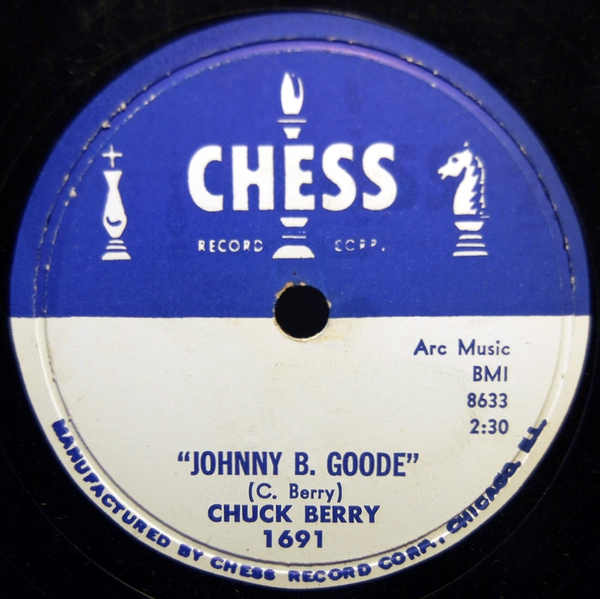 CHESS
RECORD CORP.
Arc Music
BMI
8633
2:30
"JOHNNY B. GOODE"
(C. Berry)
CHUCK BERRY
1691
MANUFACTURED BY CHESS RECORD CORP., CHICAGO, ILL.